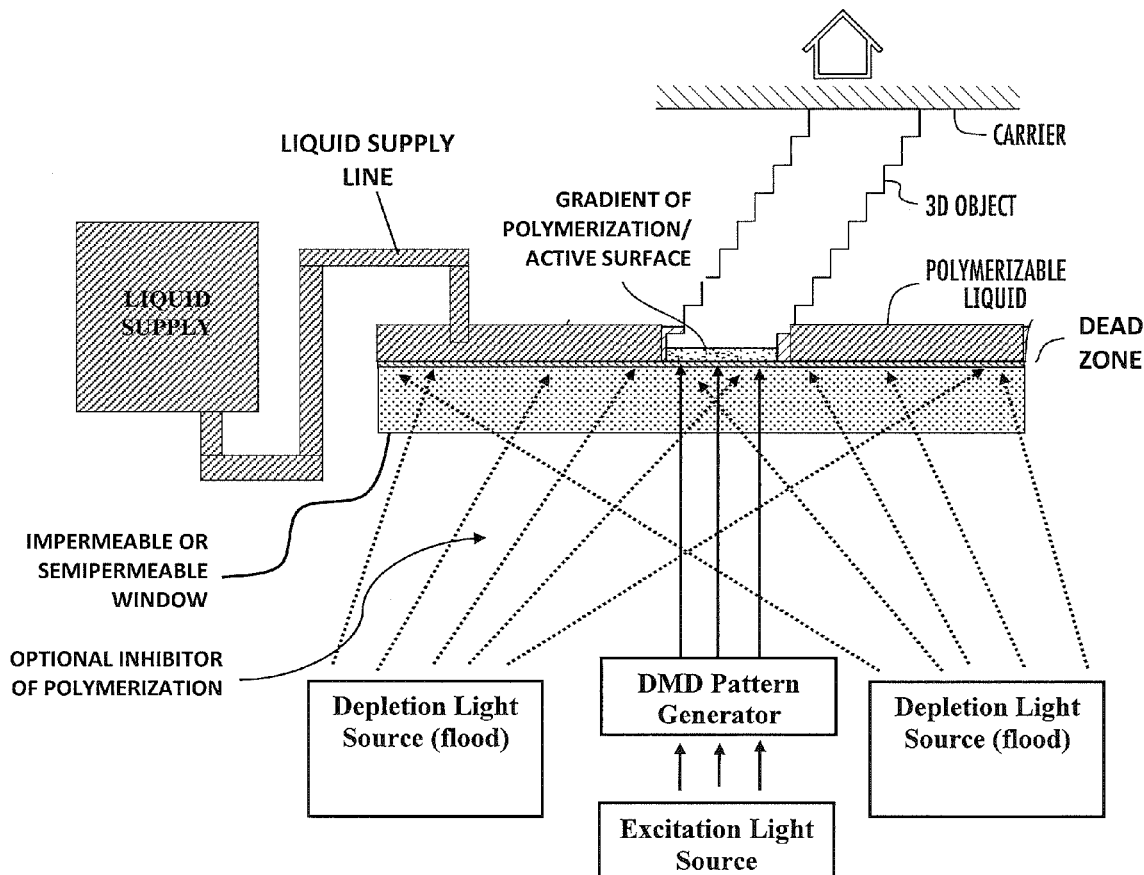 CARRIER
LIQUID SUPPLY
LINE
GRADIENT OF
POLYMERIZATION/
ACTIVE SURFACE
3D OBJECT
POLYMERIZABLE
LIQUID
LIQUID
SUPPLY
DEAD
ZONE
IMPERMEABLE OR
SEMIPERMEABLE
WINDOW
OPTIONAL INHIBITOR
OF POLYMERIZATION
Depletion Light
Source (flood)
DMD Pattern
Generator
Depletion Light
Source (flood)
Excitation Light
Source